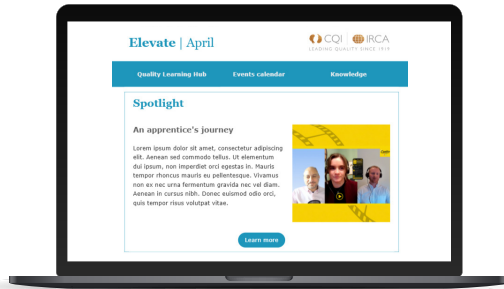 Elevate | April
CQI IRCA
LEADING QUALITY SINCE 1919
Quality Learning Hub Events calendar Knowledge
Spotlight
An apprentice's journey
Lorem ipsum dolor sit amet, consectetur adipiscing
elit. Aenean sed commodo tellus. Ut elementum
dui ipsum, non imperdiet orci egestas in. Mauris
tempor rhoncus mauris eu pellentesque. Vivamus
non ex nec urna fermentum gravida nec vel diam.
Aenean in cursus nibh. Donec euismod odio orci,
quis tempor risus volutpat vitae.
Learn more